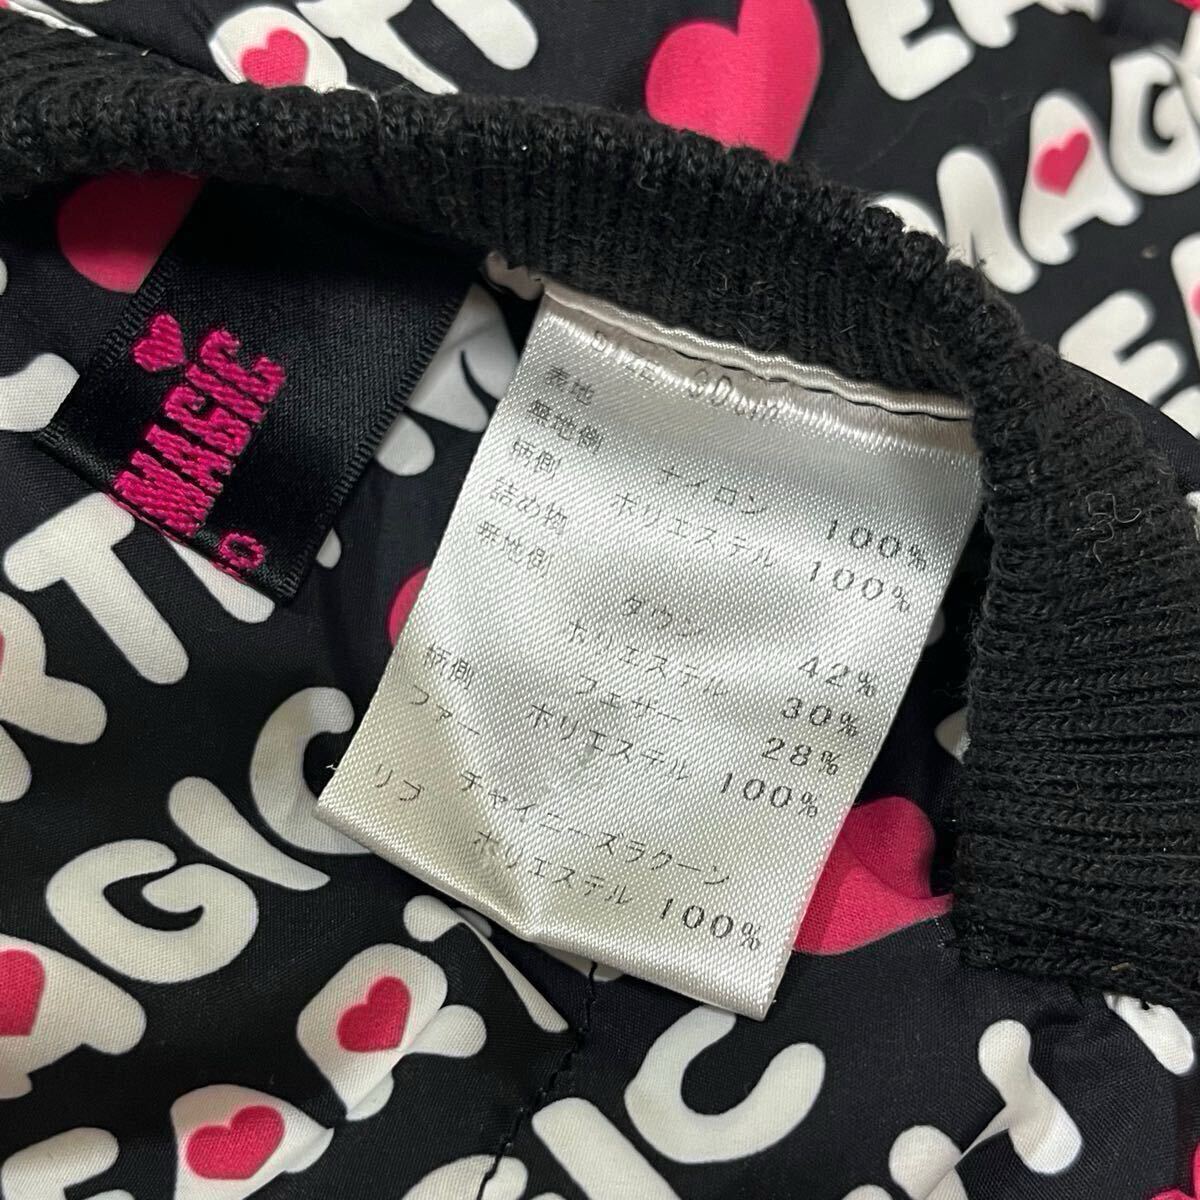 MAGIC
SIZE 90cm
表地
無地側 ナイロン 100%
柄側 ポリエステル 100%
詰め物
無地側 ダウン 42%
ポリエステル 30%
フェザー 28%
柄側 ポリエステル 100%
ファー チャイニーズラクーン
リブ ポリエステル 100%